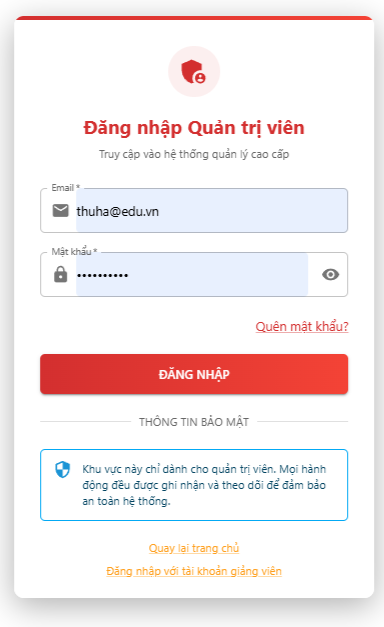 Đăng nhập Quản trị viên
Truy cập vào hệ thống quản lý cao cấp
Email *
thuha@edu.vn
Mật khẩu *
••••••••••
Quên mật khẩu?
ĐĂNG NHẬP
THÔNG TIN BẢO MẬT
Khu vực này chỉ dành cho quản trị viên. Mọi hành
động đều được ghi nhận và theo dõi để đảm bảo
an toàn hệ thống.
Quay lại trang chủ
Đăng nhập với tài khoản giảng viên